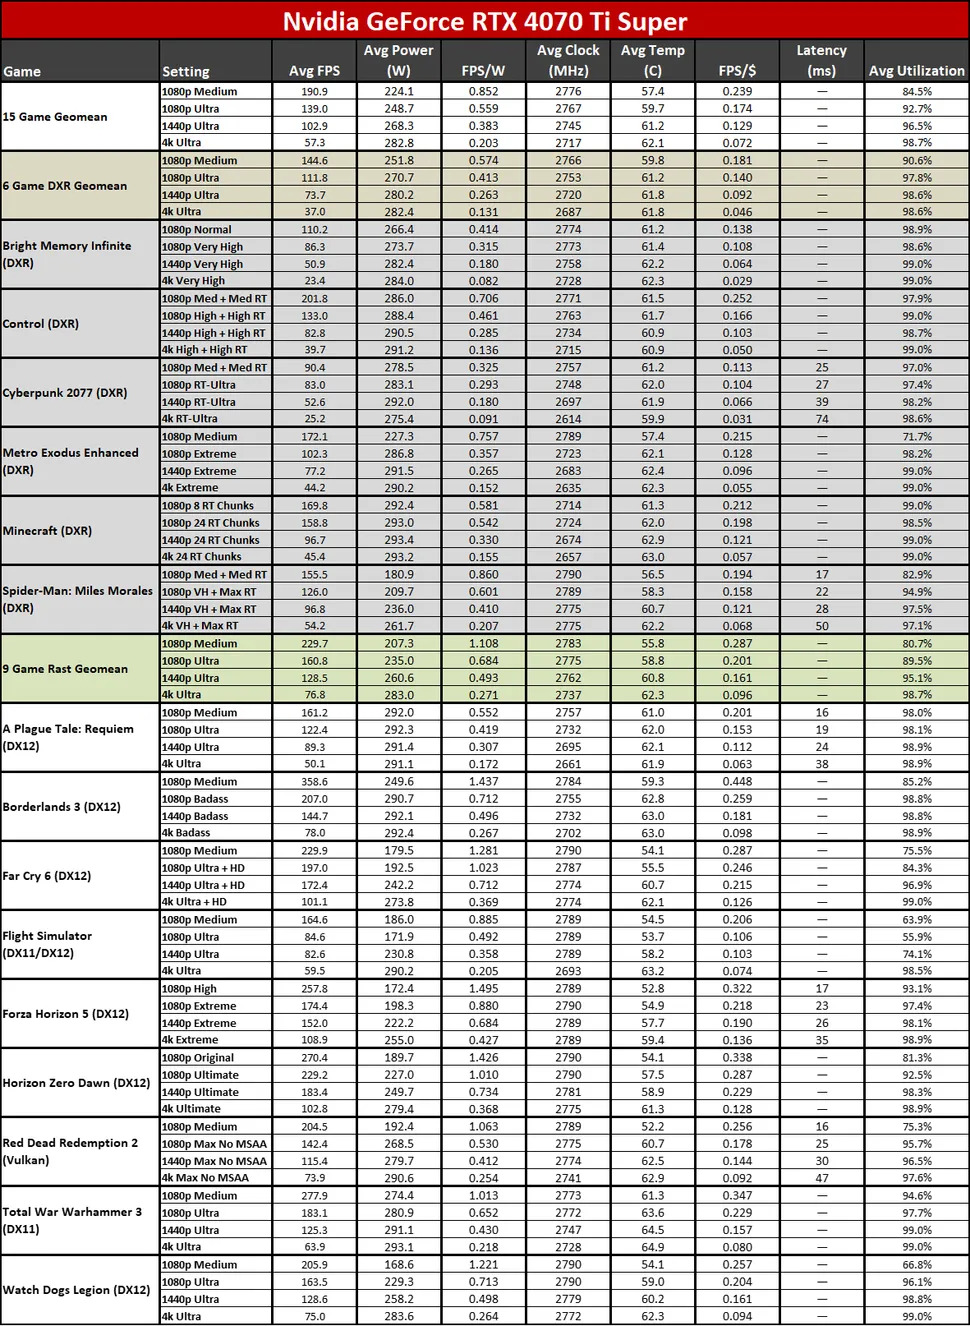 Nvidia GeForce RTX 4070 Ti Super
Game Setting Avg FPS Avg Power (W) FPS/W Avg Clock (MHz) Avg Temp (C) FPS/$ Latency (ms) Avg Utilization
15 Game Geomean
1080p Medium 190.9 224.1 0.852 2776 57.4 0.239 — 84.5%
1080p Ultra 139.0 248.7 0.559 2767 59.7 0.174 — 92.7%
1440p Ultra 102.9 268.3 0.383 2745 61.2 0.129 — 96.5%
4k Ultra 57.3 282.8 0.203 2717 62.1 0.072 — 98.7%
6 Game DXR Geomean
1080p Medium 144.6 251.8 0.574 2766 59.8 0.181 — 90.6%
1080p Ultra 111.8 270.7 0.413 2753 61.2 0.140 — 97.8%
1440p Ultra 73.7 280.2 0.263 2720 61.8 0.092 — 98.6%
4k Ultra 37.0 282.4 0.131 2687 61.8 0.046 — 98.6%
Bright Memory Infinite (DXR)
1080p Normal 110.2 266.4 0.414 2774 61.2 0.138 — 98.9%
1080p Very High 86.3 273.7 0.315 2773 61.4 0.108 — 98.6%
1440p Very High 50.9 282.4 0.180 2758 62.2 0.064 — 99.0%
4k Very High 23.4 284.0 0.082 2728 62.3 0.029 — 99.0%
Control (DXR)
1080p Med + Med RT 201.8 286.0 0.706 2771 61.5 0.252 — 97.9%
1080p High + High RT 133.0 288.4 0.461 2763 61.7 0.166 — 99.0%
1440p High + High RT 82.8 290.5 0.285 2734 60.9 0.103 — 98.7%
4k High + High RT 39.7 291.2 0.136 2715 60.9 0.050 — 99.0%
Cyberpunk 2077 (DXR)
1080p Med + Med RT 90.4 278.5 0.325 2757 61.2 0.113 25 97.0%
1080p RT-Ultra 83.0 283.1 0.293 2748 62.0 0.104 27 97.4%
1440p RT-Ultra 52.6 292.0 0.180 2697 61.9 0.066 39 98.2%
4k RT-Ultra 25.2 275.4 0.091 2614 59.9 0.031 74 98.6%
Metro Exodus Enhanced (DXR)
1080p Medium 172.1 227.3 0.757 2789 57.4 0.215 — 71.7%
1080p Extreme 102.3 286.8 0.357 2723 62.1 0.128 — 98.2%
1440p Extreme 77.2 291.5 0.265 2683 62.4 0.096 — 99.0%
4k Extreme 44.2 290.2 0.152 2635 62.3 0.055 — 99.0%
Minecraft (DXR)
1080p 8 RT Chunks 169.8 292.4 0.581 2714 61.3 0.212 — 99.0%
1080p 24 RT Chunks 158.8 293.0 0.542 2724 62.0 0.198 — 98.5%
1440p 24 RT Chunks 96.7 293.4 0.330 2674 62.9 0.121 — 99.0%
4k 24 RT Chunks 45.4 293.2 0.155 2657 63.0 0.057 — 99.0%
Spider-Man: Miles Morales (DXR)
1080p Med + Med RT 155.5 180.9 0.860 2790 56.5 0.194 17 82.9%
1080p VH + Max RT 126.0 209.7 0.601 2789 58.3 0.158 22 94.9%
1440p VH + Max RT 96.8 236.0 0.410 2775 60.7 0.121 28 97.5%
4k VH + Max RT 54.2 261.7 0.207 2775 62.2 0.068 50 97.1%
9 Game Rast Geomean
1080p Medium 229.7 207.3 1.108 2783 55.8 0.287 — 80.7%
1080p Ultra 160.8 235.0 0.684 2775 58.8 0.201 — 89.5%
1440p Ultra 128.5 260.6 0.493 2762 60.8 0.161 — 95.1%
4k Ultra 76.8 283.0 0.271 2737 62.3 0.096 — 98.7%
A Plague Tale: Requiem (DX12)
1080p Medium 161.2 292.0 0.552 2757 61.0 0.201 16 98.0%
1080p Ultra 122.4 292.3 0.419 2732 62.0 0.153 19 98.1%
1440p Ultra 89.3 291.4 0.307 2695 62.1 0.112 24 98.9%
4k Ultra 50.1 291.1 0.172 2661 61.9 0.063 38 98.9%
Borderlands 3 (DX12)
1080p Medium 358.6 249.6 1.437 2784 59.3 0.448 — 85.2%
1080p Badass 207.0 290.7 0.712 2755 62.8 0.259 — 98.8%
1440p Badass 144.7 292.1 0.496 2732 63.0 0.181 — 98.8%
4k Badass 78.0 292.4 0.267 2702 63.0 0.098 — 98.9%
Far Cry 6 (DX12)
1080p Medium 229.9 179.5 1.281 2790 54.1 0.287 — 75.5%
1080p Ultra + HD 197.0 192.5 1.023 2787 55.5 0.246 — 84.3%
1440p Ultra + HD 172.4 242.2 0.712 2774 60.7 0.215 — 96.9%
4k Ultra + HD 101.1 273.8 0.369 2774 62.1 0.126 — 99.0%
Flight Simulator (DX11/DX12)
1080p Medium 164.6 186.0 0.885 2789 54.5 0.206 — 63.9%
1080p Ultra 84.6 171.9 0.492 2789 53.7 0.106 — 55.9%
1440p Ultra 82.6 230.8 0.358 2789 58.2 0.103 — 74.1%
4k Ultra 59.5 290.2 0.205 2693 63.2 0.074 — 98.5%
Forza Horizon 5 (DX12)
1080p High 257.8 172.4 1.495 2789 52.8 0.322 17 93.1%
1080p Extreme 174.4 198.3 0.880 2790 54.9 0.218 23 97.4%
1440p Extreme 152.0 222.2 0.684 2789 57.7 0.190 26 98.1%
4k Extreme 108.9 255.0 0.427 2789 59.4 0.136 35 98.9%
Horizon Zero Dawn (DX12)
1080p Original 270.4 189.7 1.426 2790 54.1 0.338 — 81.3%
1080p Ultimate 229.2 227.0 1.010 2790 57.5 0.287 — 92.5%
1440p Ultimate 183.4 249.7 0.734 2781 58.9 0.229 — 98.3%
4k Ultimate 102.8 279.4 0.368 2775 61.3 0.128 — 98.9%
Red Dead Redemption 2 (Vulkan)
1080p Medium 204.5 192.4 1.063 2789 52.2 0.256 16 75.3%
1080p Max No MSAA 142.4 268.5 0.530 2775 60.7 0.178 25 95.7%
1440p Max No MSAA 115.4 279.7 0.412 2774 62.5 0.144 30 96.5%
4k Max No MSAA 73.9 290.6 0.254 2741 62.9 0.092 47 97.6%
Total War Warhammer 3 (DX11)
1080p Medium 277.9 274.4 1.013 2773 61.3 0.347 — 94.6%
1080p Ultra 183.1 280.9 0.652 2772 63.6 0.229 — 97.7%
1440p Ultra 125.3 291.1 0.430 2747 64.5 0.157 — 99.0%
4k Ultra 63.9 293.1 0.218 2728 64.9 0.080 — 99.0%
Watch Dogs Legion (DX12)
1080p Medium 205.9 168.6 1.221 2790 54.1 0.257 — 66.8%
1080p Ultra 163.5 229.3 0.713 2790 59.0 0.204 — 96.1%
1440p Ultra 128.6 258.2 0.498 2779 60.2 0.161 — 98.8%
4k Ultra 75.0 283.6 0.264 2772 62.3 0.094 — 99.0%